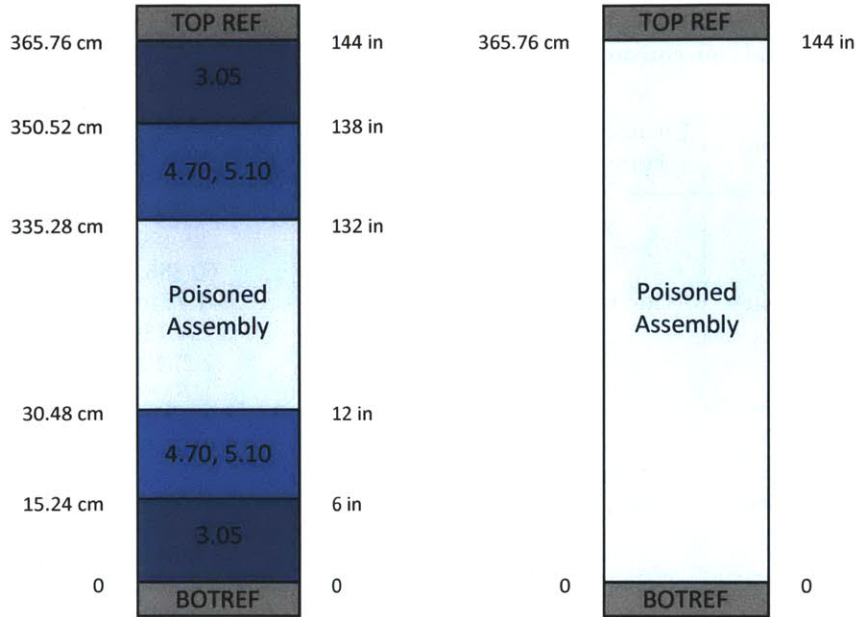 TOP REF
365.76 cm
144 in
3.05
350.52 cm
138 in
4.70, 5.10
335.28 cm
132 in
Poisoned
Assembly
30.48 cm
12 in
4.70, 5.10
15.24 cm
6 in
3.05
0
0
BOTREF
TOP REF
365.76 cm
144 in
Poisoned
Assembly
0
0
BOTREF